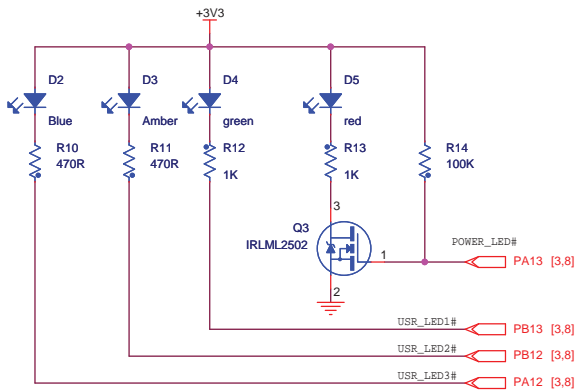 +3V3
D2
D3
D4
D5
Blue
Amber
green
red
R10
470R
R11
470R
R12
1K
R13
1K
R14
100K
3
Q3
IRLML2502
1
2
POWER_LED#
PA13 [3,8]
USR_LED1#
PB13 [3,8]
USR_LED2#
PB12 [3,8]
USR_LED3#
PA12 [3,8]